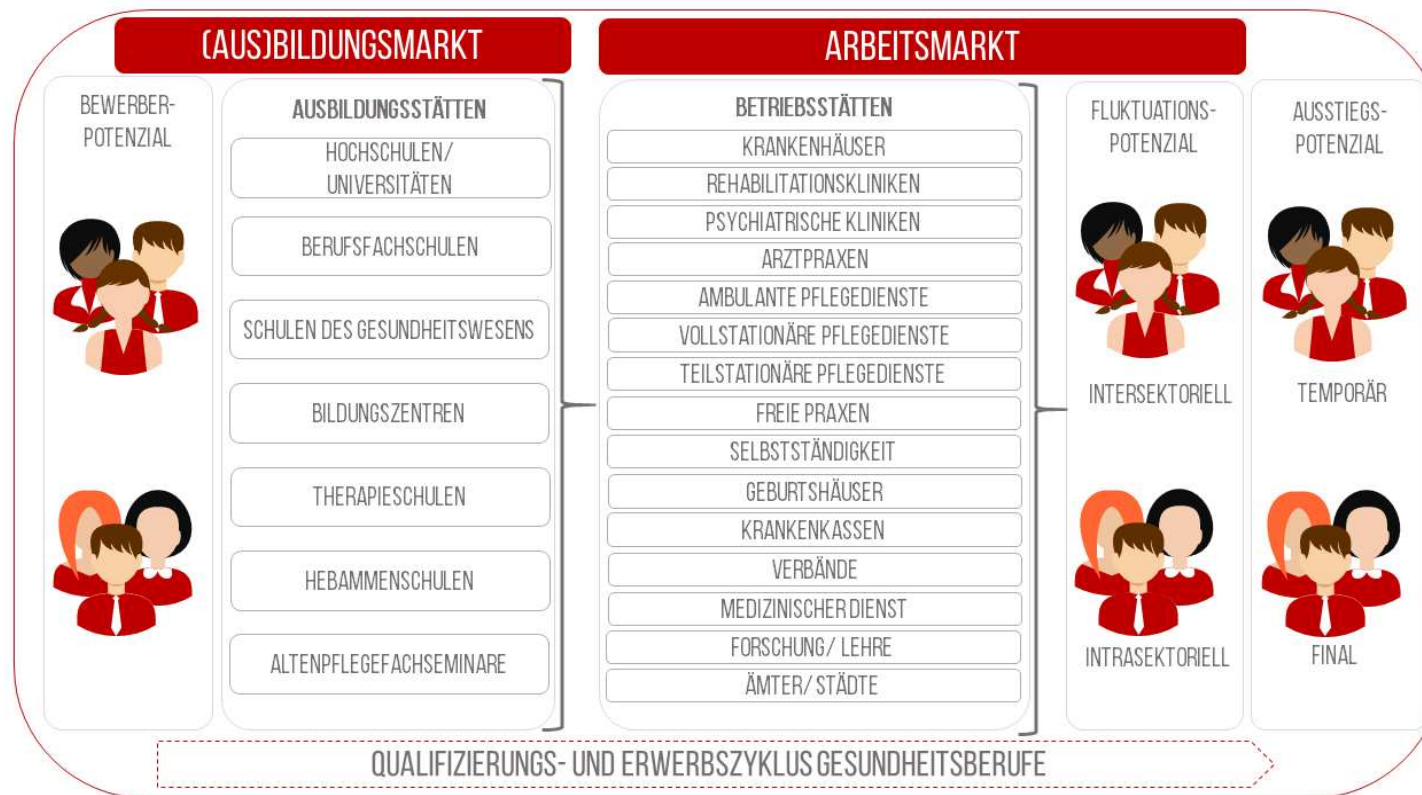 (AUS)BILDUNGSMARKT
ARBEITSMARKT
BEWERBER-
POTENZIAL
AUSBILDUNGSSTÄTTEN
HOCHSCHULEN/
UNIVERSITÄTEN
BERUFSFACHSCHULEN
SCHULEN DES GESUNDHEITSWESENS
BILDUNGSZENTREN
THERAPIESCHULEN
HEBAMMENSCHULEN
ALTENPFLEGEFACHSEMINARE
BETRIEBSSTÄTTEN
KRANKENHÄUSER
REHABILITATIONSKLINIKEN
PSYCHIATRISCHE KLINIKEN
ARZTPRAXEN
AMBULANTE PFLEGEDIENSTE
VOLLSTATIONÄRE PFLEGEDIENSTE
TEILSTATIONÄRE PFLEGEDIENSTE
FREIE PRAXEN
SELBSTSTÄNDIGKEIT
GEBURTSHÄUSER
KRANKENKASSEN
VERBÄNDE
MEDIZINISCHER DIENST
FORSCHUNG/ LEHRE
ÄMTER/ STÄDTE
FLUKTUATIONS-
POTENZIAL
INTERSEKTORIELL
INTRASEKTORIELL
AUSSTIEGS-
POTENZIAL
TEMPORÄR
FINAL
QUALIFIZIERUNGS- UND ERWERBSZYKLUS GESUNDHEITSBERUFE